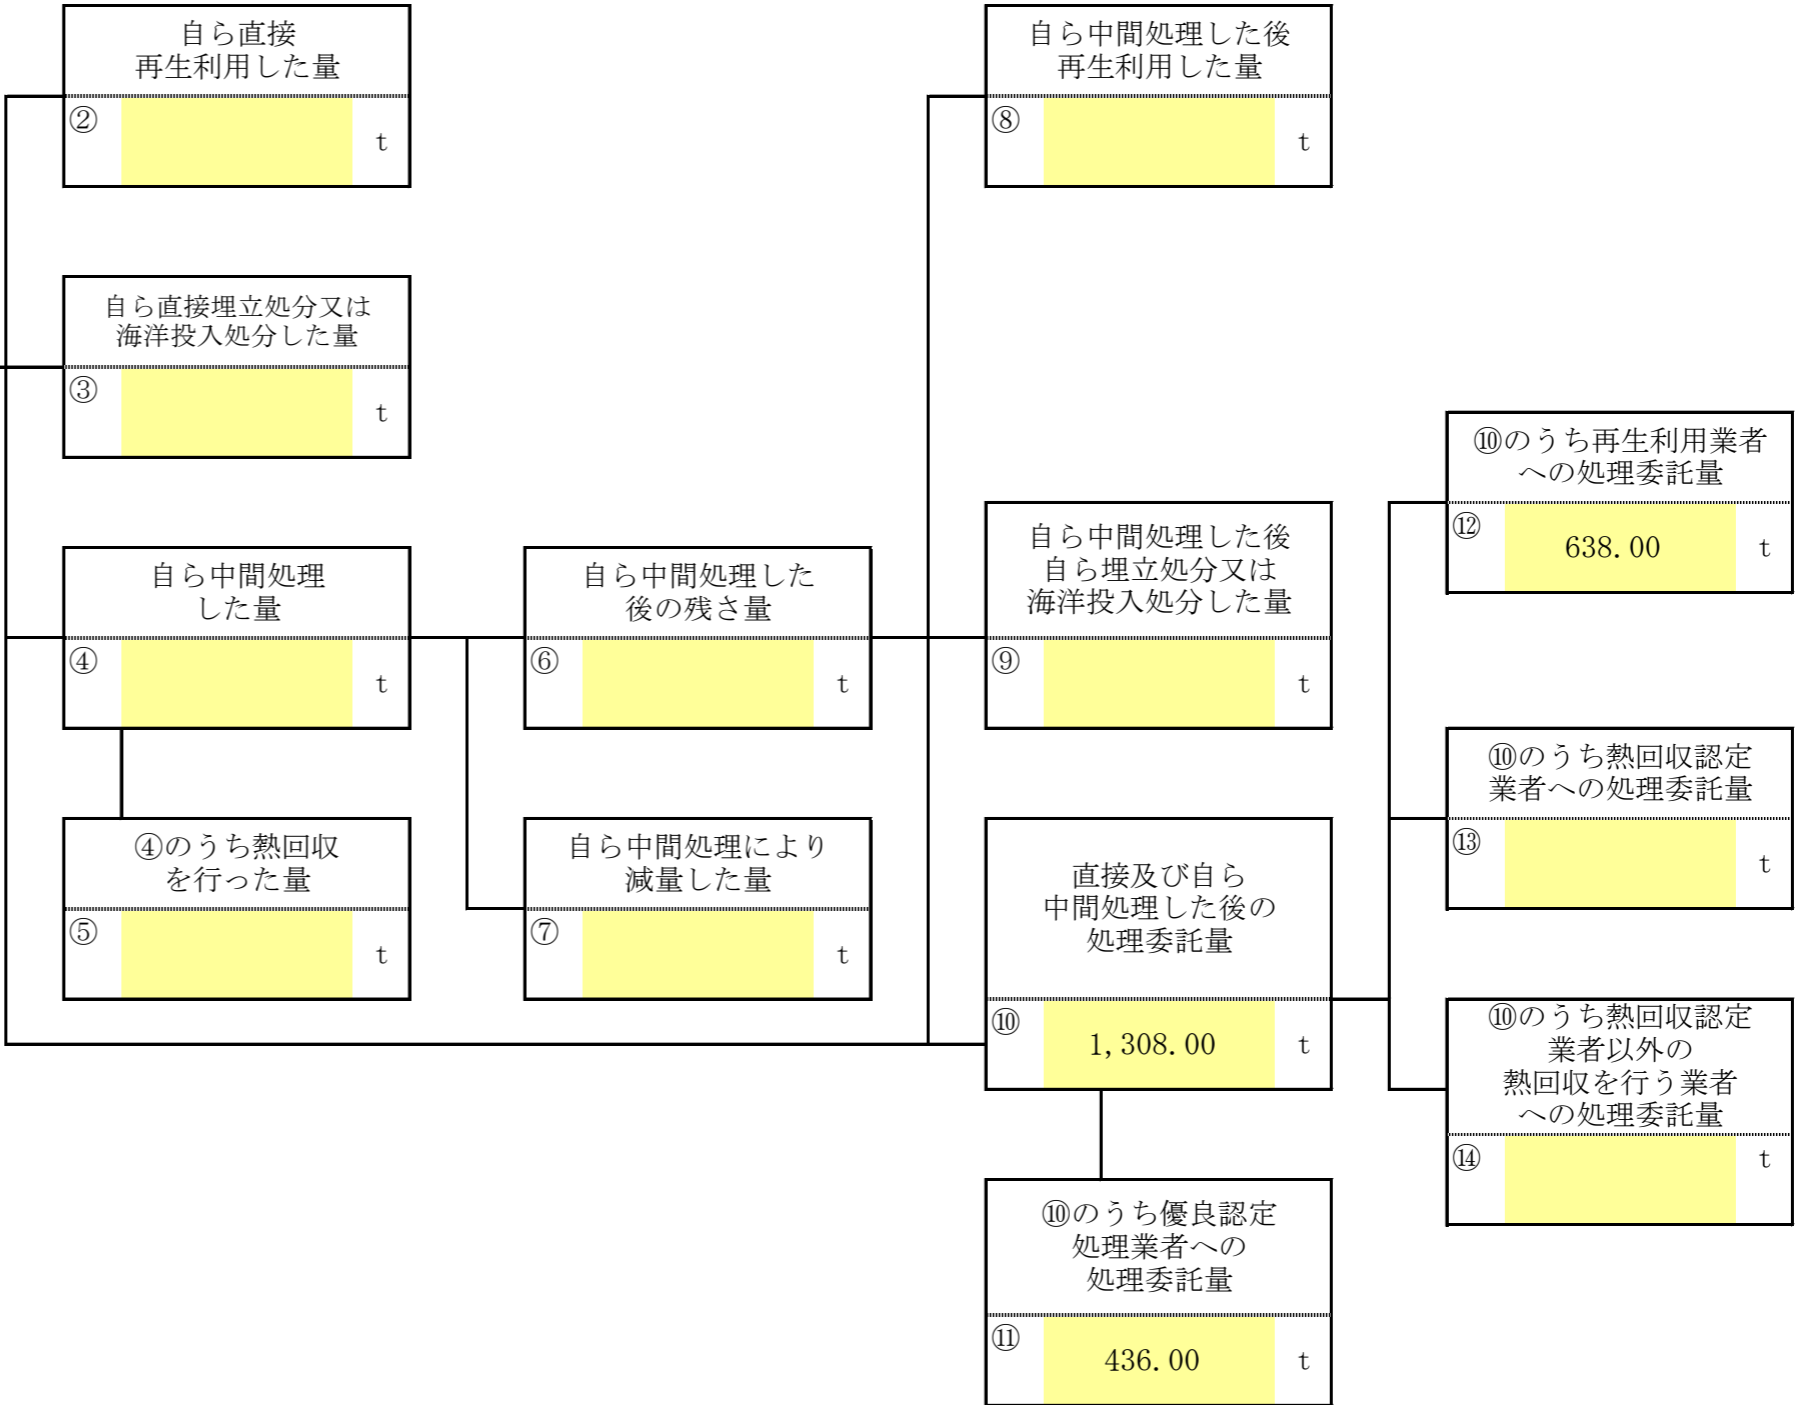 自ら直接
再生利用した量
②
t
自ら中間処理した後
再生利用した量
⑧
t
自ら直接埋立処分又は
海洋投入処分した量
③
t
自ら中間処理
した量
④
t
自ら中間処理した
後の残さ量
⑥
t
自ら中間処理した後
自ら埋立処分又は
海洋投入処分した量
⑨
t
⑩のうち再生利用業者
への処理委託量
⑫
638.00
t
④のうち熱回収
を行った量
⑤
t
自ら中間処理により
減量した量
⑦
t
直接及び自ら
中間処理した後の
処理委託量
⑩
1,308.00
t
⑩のうち熱回収認定
業者への処理委託量
⑬
t
⑩のうち熱回収認定
業者以外の
熱回収を行う業者
への処理委託量
⑭
t
⑩のうち優良認定
処理業者への
処理委託量
⑪
436.00
t